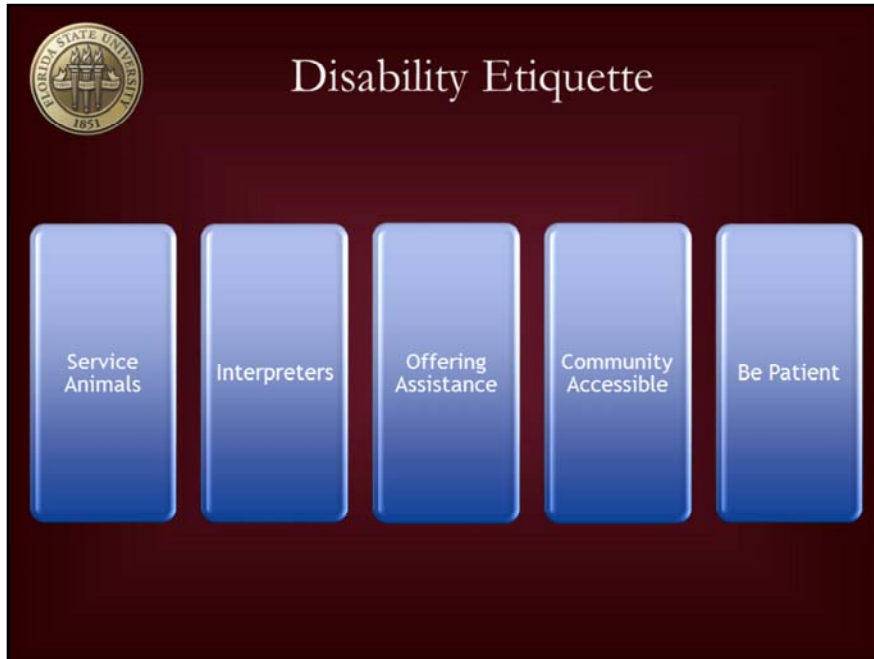 FLORIDA STATE UNIVERSITY
1851
Disability Etiquette
Service
Animals
Interpreters
Offering
Assistance
Community
Accessible
Be Patient